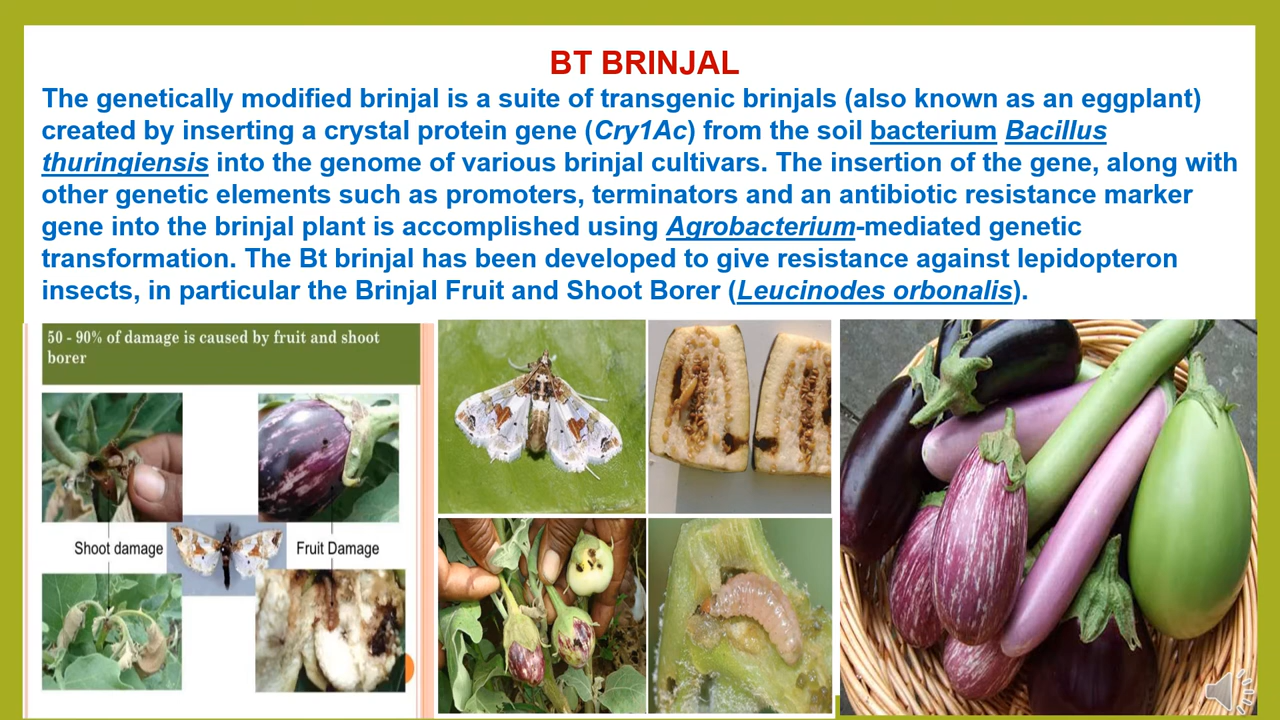 BT BRINJAL
The genetically modified brinjal is a suite of transgenic brinjals (also known as an eggplant)
created by inserting a crystal protein gene (Cry1Ac) from the soil bacterium Bacillus
thuringiensis into the genome of various brinjal cultivars. The insertion of the gene, along with
other genetic elements such as promoters, terminators and an antibiotic resistance marker
gene into the brinjal plant is accomplished using Agrobacterium-mediated genetic
transformation. The Bt brinjal has been developed to give resistance against lepidopteron
insects, in particular the Brinjal Fruit and Shoot Borer (Leucinodes orbonalis).
50 - 90% of damage is caused by fruit and shoot
borer
Shoot damage
Fruit Damage